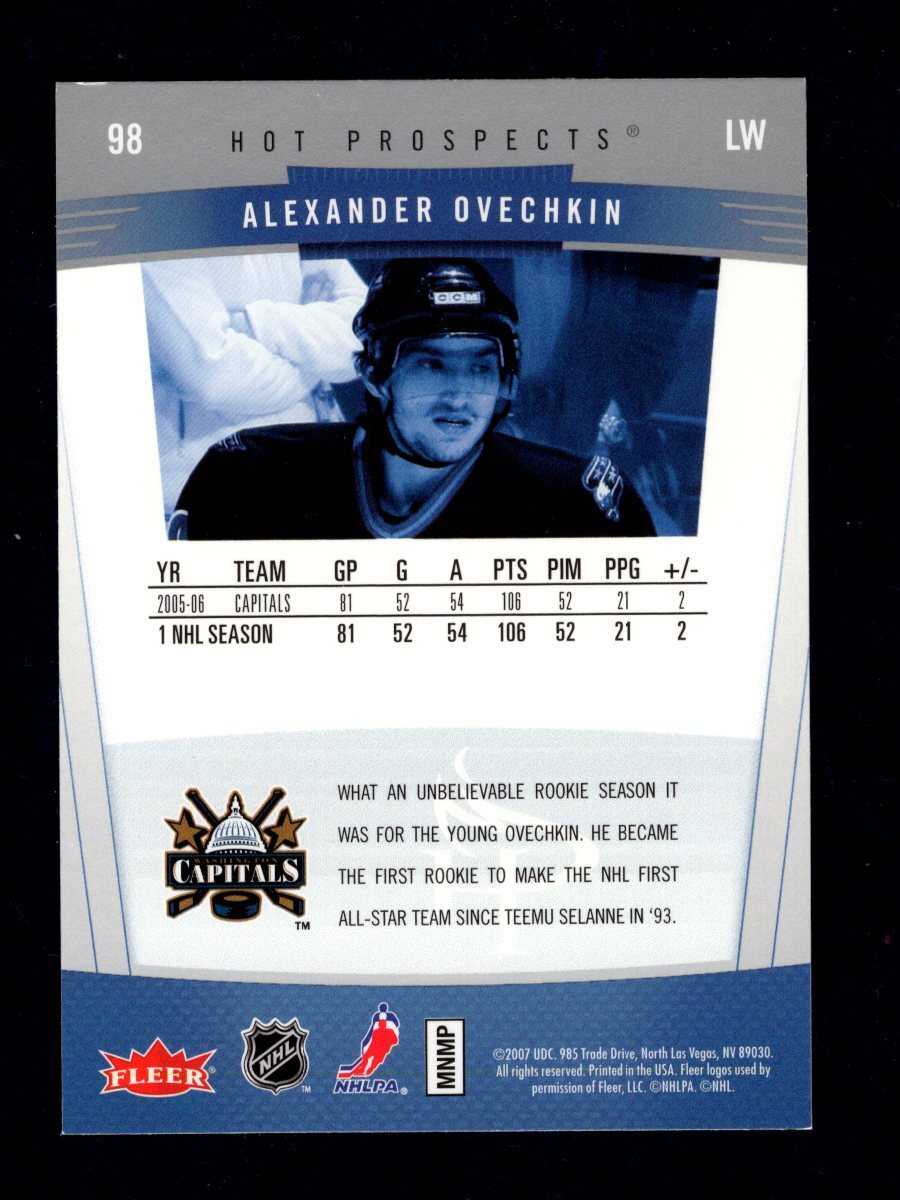 98 HOT PROSPECTS® LW
ALEXANDER OVECHKIN
CCM
YR TEAM GP G A PTS PIM PPG +/-
2005-06 CAPITALS 81 52 54 106 52 21 2
1 NHL SEASON 81 52 54 106 52 21 2
WHAT AN UNBELIEVABLE ROOKIE SEASON IT
WAS FOR THE YOUNG OVECHKIN. HE BECAME
THE FIRST ROOKIE TO MAKE THE NHL FIRST
ALL-STAR TEAM SINCE TEEMU SELANNE IN ‘93.
WASHINGTON
CAPITALS
TM
FLEER®
NHL TM
NHLPA®
MNMP
©2007 UDC. 985 Trade Drive, North Las Vegas, NV 89030.
All rights reserved. Printed in the USA. Fleer logos used by
permission of Fleer, LLC. ©NHLPA. ©NHL.